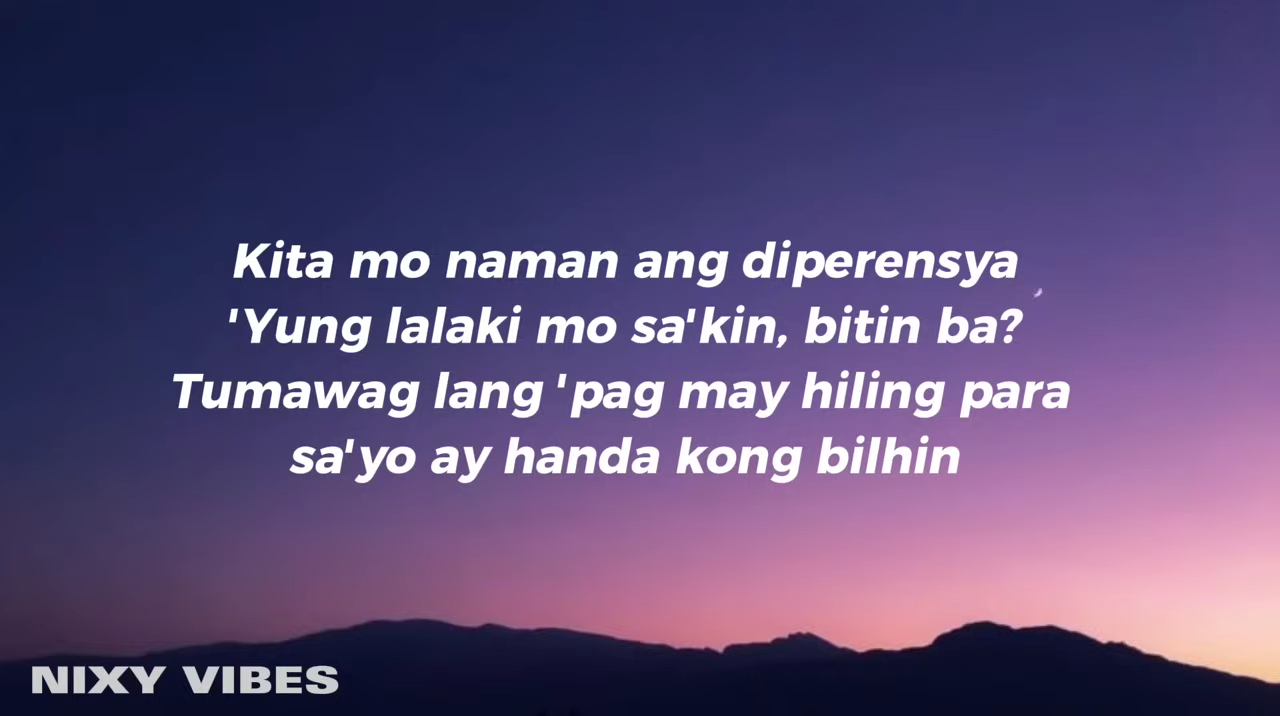 Kita mo naman ang diperensya
'Yung lalaki mo sa'kin, bitin ba?
Tumawag lang 'pag may hiling para
sa'yo ay handa kong bilhin
NIXY VIBES